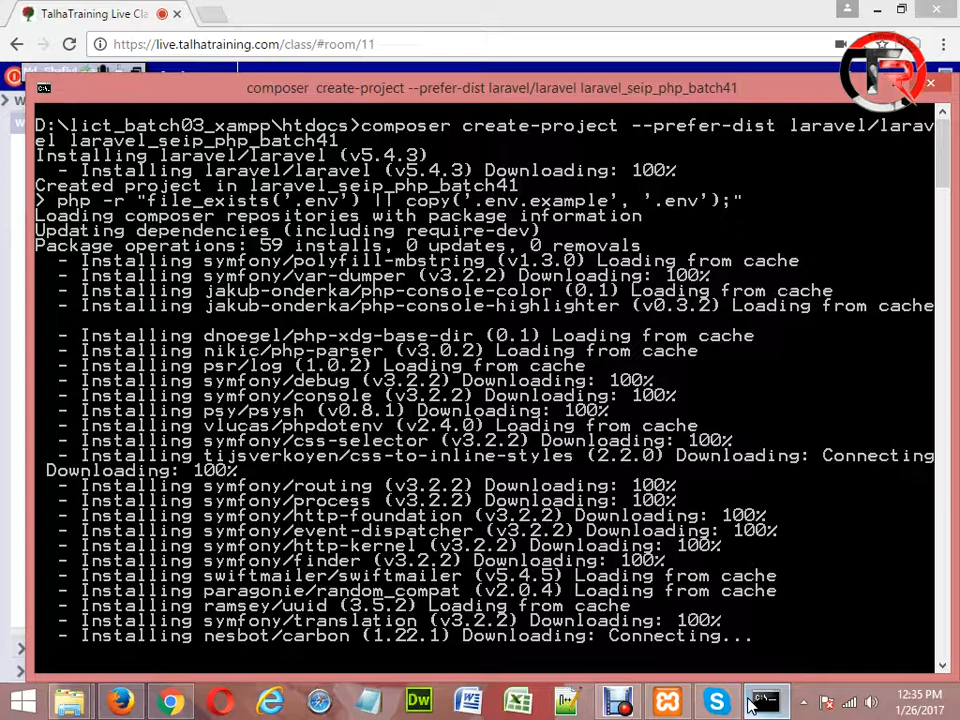 TalhaTraining Live Cla
https://live.talhatraining.com/class/#room/11
composer create-project --prefer-dist laravel/laravel laravel_seip_php_batch41
D:\lict_batch03_xampp\htdocs>composer create-project --prefer-dist laravel/larav
el laravel_seip_php_batch41
Installing laravel/laravel (v5.4.3)
- Installing laravel/laravel (v5.4.3) Downloading: 100%
Created project in laravel_seip_php_batch41
> php -r "file_exists('.env') || copy('.env.example', '.env');"
Loading composer repositories with package information
Updating dependencies (including require-dev)
Package operations: 59 installs, 0 updates, 0 removals
- Installing symfony/polyfill-mbstring (v1.3.0) Loading from cache
- Installing symfony/var-dumper (v3.2.2) Downloading: 100%
- Installing jakub-onderka/php-console-color (0.1) Loading from cache
- Installing jakub-onderka/php-console-highlighter (v0.3.2) Loading from cache
- Installing dnoegel/php-xdg-base-dir (0.1) Loading from cache
- Installing nikic/php-parser (v3.0.2) Loading from cache
- Installing psr/log (1.0.2) Loading from cache
- Installing symfony/debug (v3.2.2) Downloading: 100%
- Installing symfony/console (v3.2.2) Downloading: 100%
- Installing psy/psysh (v0.8.1) Downloading: 100%
- Installing vlucas/phpdotenv (v2.4.0) Loading from cache
- Installing symfony/css-selector (v3.2.2) Downloading: 100%
- Installing tijsverkoyen/css-to-inline-styles (2.2.0) Downloading: Connecting
Downloading: 100%
- Installing symfony/routing (v3.2.2) Downloading: 100%
- Installing symfony/process (v3.2.2) Downloading: 100%
- Installing symfony/http-foundation (v3.2.2) Downloading: 100%
- Installing symfony/event-dispatcher (v3.2.2) Downloading: 100%
- Installing symfony/http-kernel (v3.2.2) Downloading: 100%
- Installing symfony/finder (v3.2.2) Downloading: 100%
- Installing swiftmailer/swiftmailer (v5.4.5) Loading from cache
- Installing paragonie/random_compat (v2.0.4) Loading from cache
- Installing ramsey/uuid (3.5.2) Loading from cache
- Installing symfony/translation (v3.2.2) Downloading: 100%
- Installing nesbot/carbon (1.22.1) Downloading: Connecting...
12:35 PM
1/26/2017